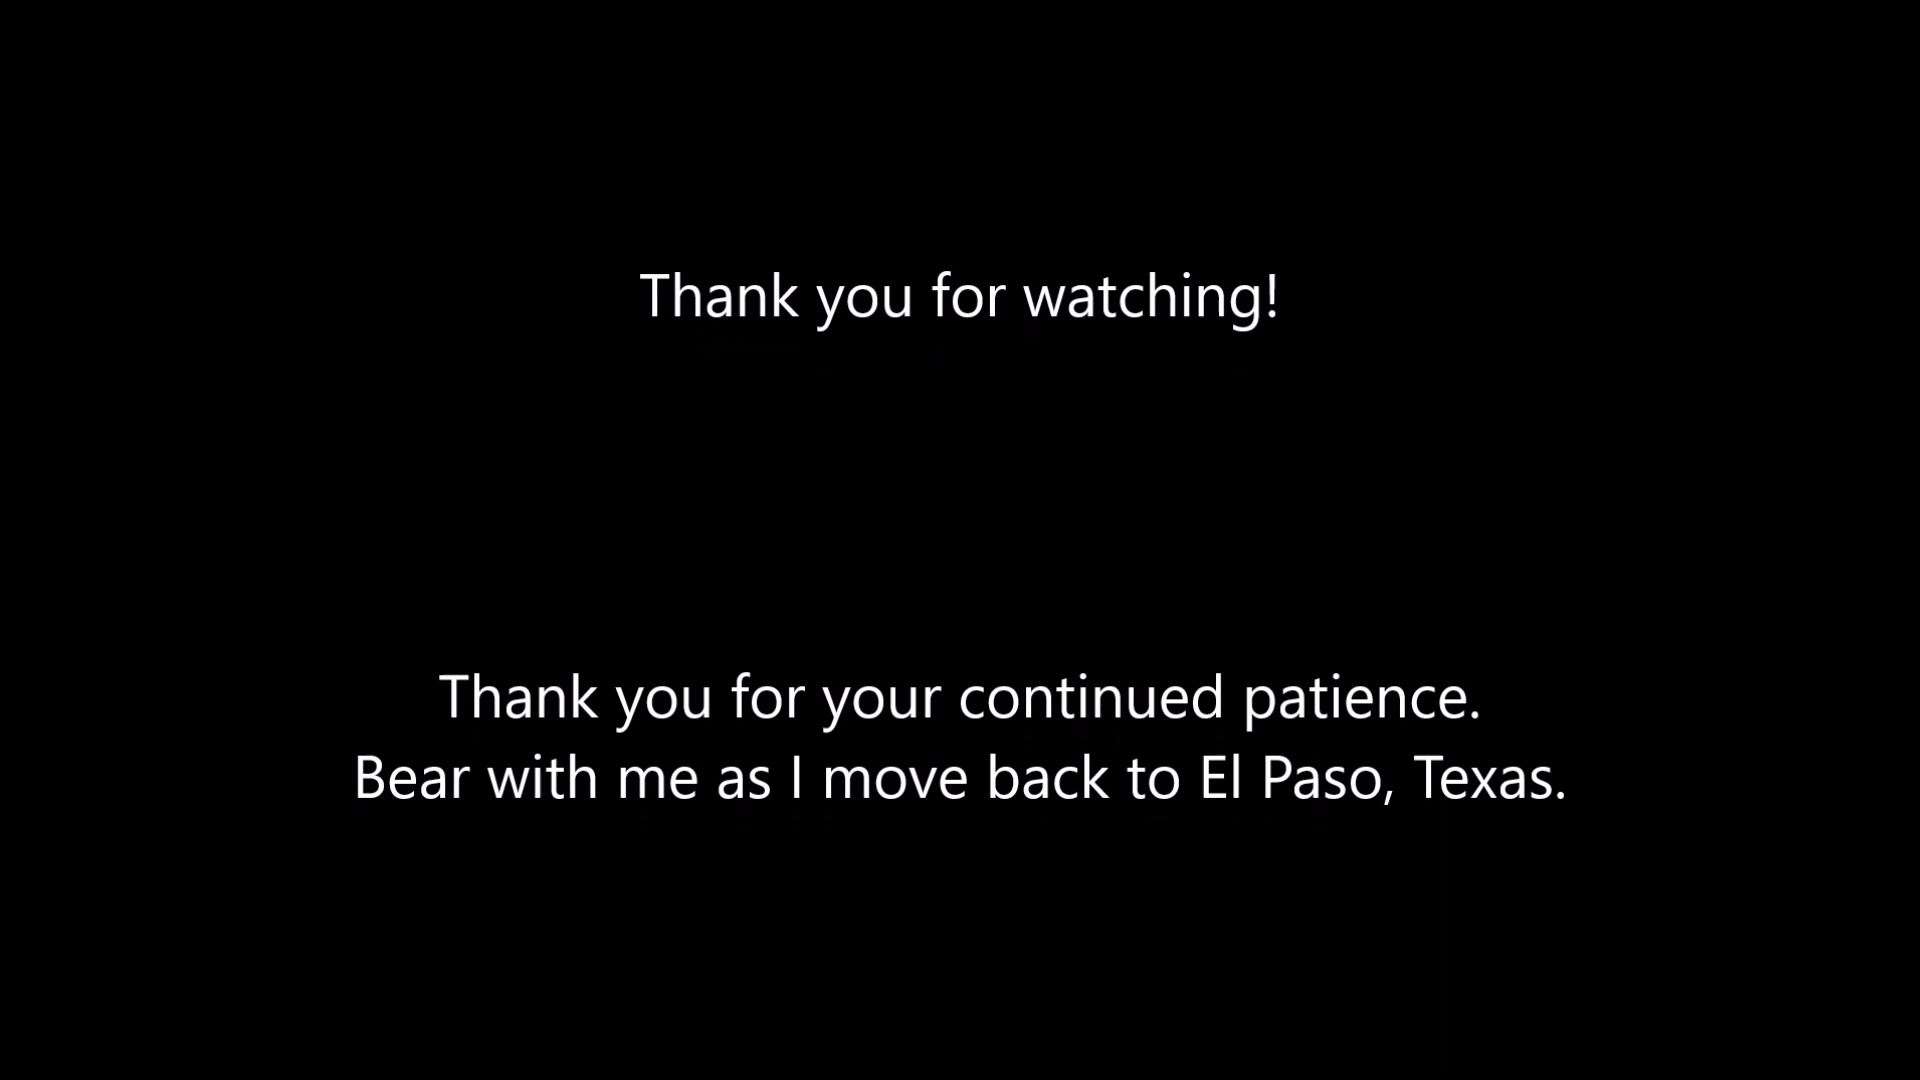 Thank you for watching!
Thank you for your continued patience.
Bear with me as I move back to El Paso, Texas.